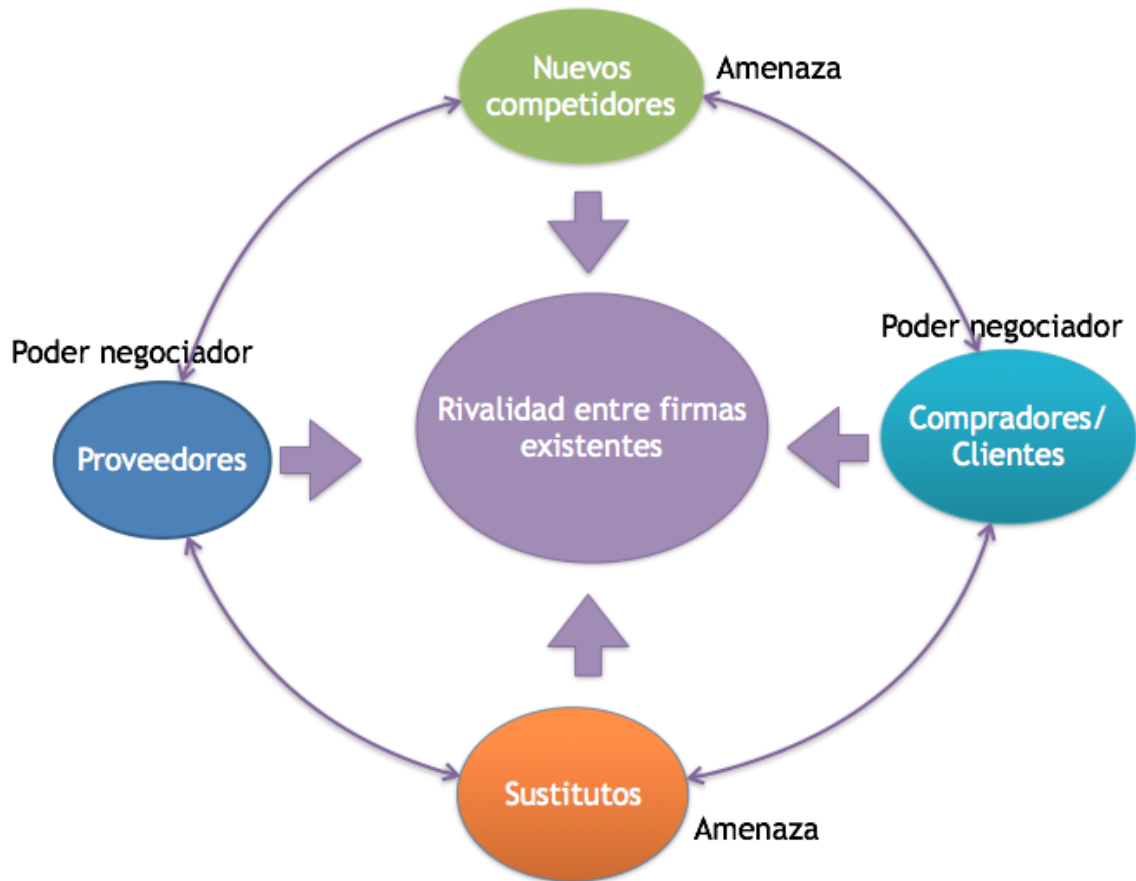 Nuevos
competidores
Amenaza
Poder negociador
Poder negociador
Proveedores
Rivalidad entre firmas
existentes
Compradores/
Clientes
Sustitutos
Amenaza